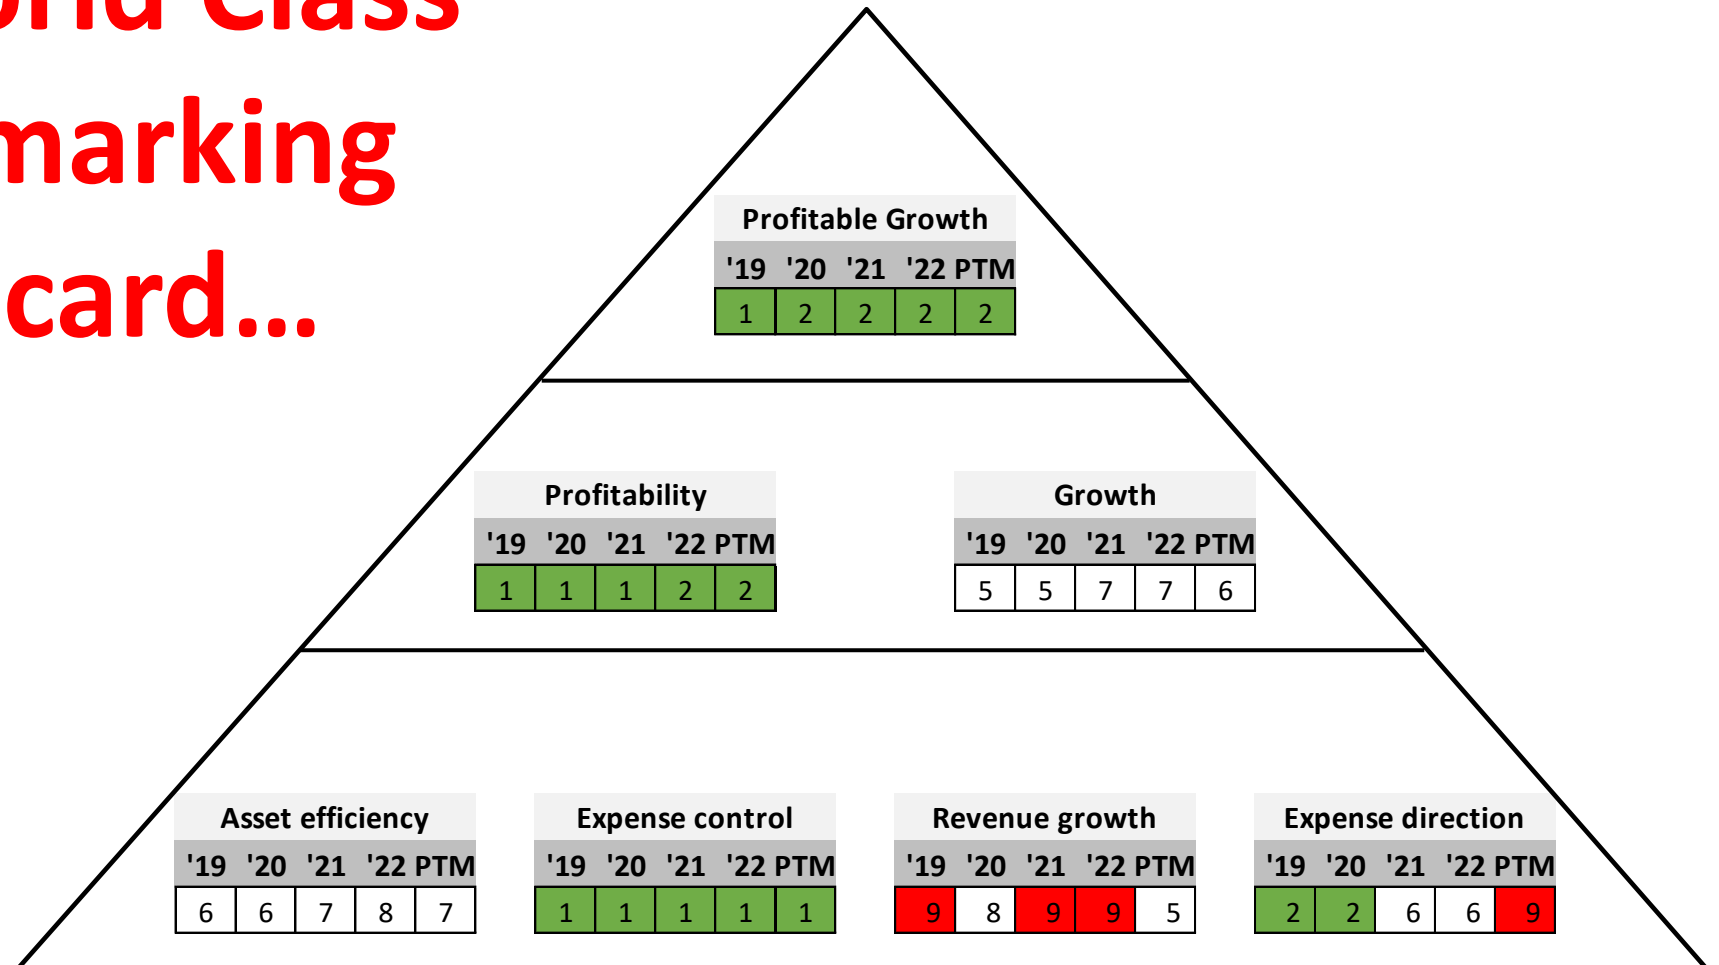 Class
marking
card...
Profitable Growth
'19 '20 '21 '22 PTM
1 2 2 2 2
Profitability
'19 '20 '21 '22 PTM
1 1 1 2 2
Growth
'19 '20 '21 '22 PTM
5 5 7 7 6
Asset efficiency
'19 '20 '21 '22 PTM
6 6 7 8 7
Expense control
'19 '20 '21 '22 PTM
1 1 1 1 1
Revenue growth
'19 '20 '21 '22 PTM
9 8 9 9 5
Expense direction
'19 '20 '21 '22 PTM
2 2 6 6 9